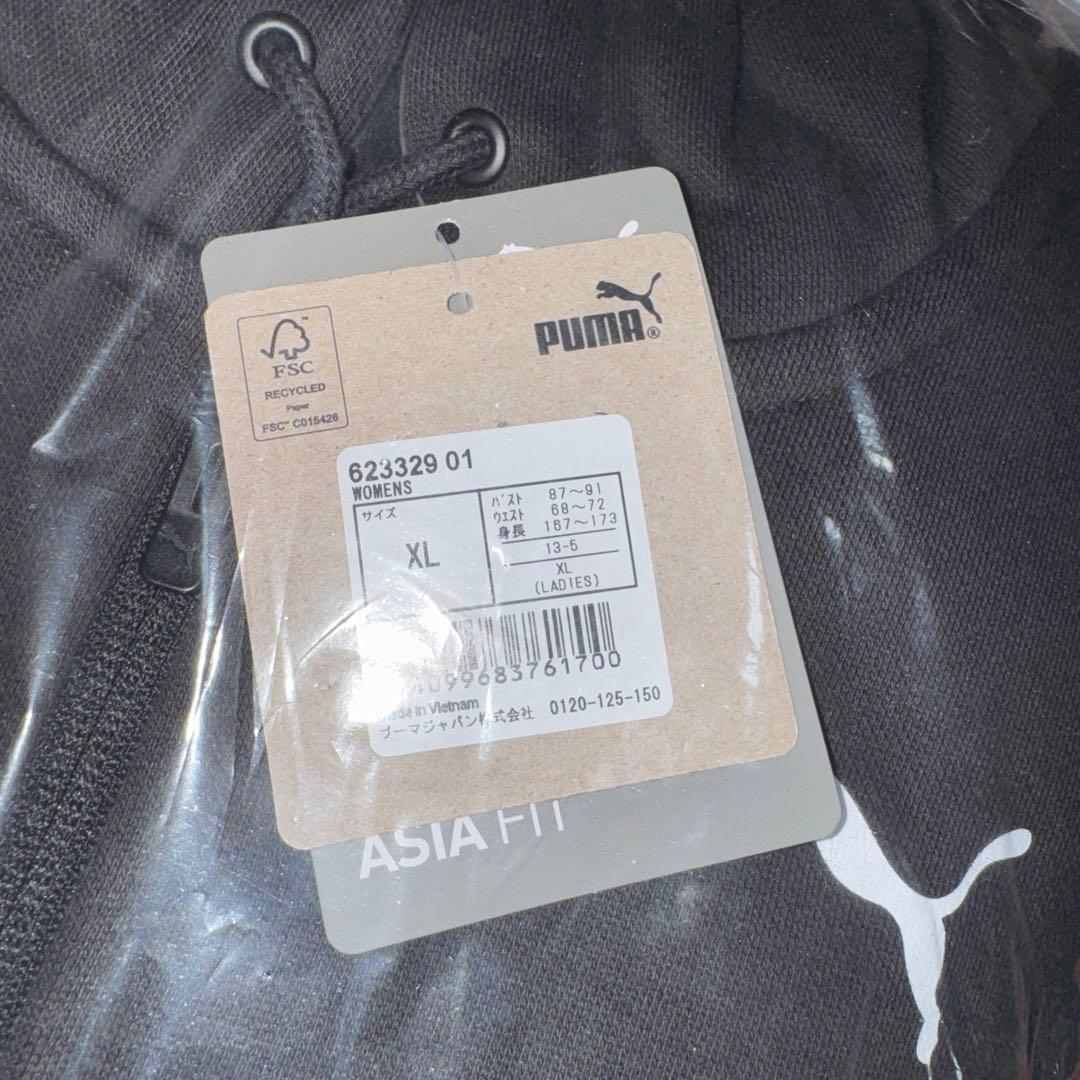 PUMA®
FSC™
RECYCLED
Paper
FSC™ C015426
623329 01
WOMENS
サイズ
XL
バスト 87～91
ウエスト 68～72
身長 167～173
13-5
XL
(LADIES)
4099683761700
Made in Vietnam
プーマジャパン株式会社 0120-125-150
ASIA FIT